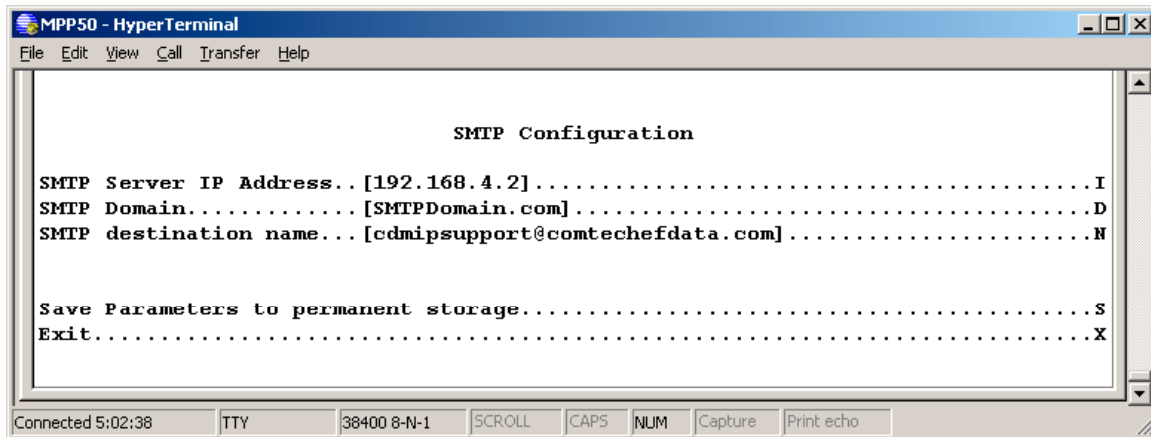 MPP50 - HyperTerminal
File Edit View Call Transfer Help
SMTP Configuration
SMTP Server IP Address..[192.168.4.2].........................................I
SMTP Domain.............[SMTPDomain.com]......................................D
SMTP destination name...[cdmipsupport@comtechefdata.com]......................N
Save Parameters to permanent storage..........................................S
Exit..........................................................................X
Connected 5:02:38 TTY 38400 8-N-1 SCROLL CAPS NUM Capture Print echo